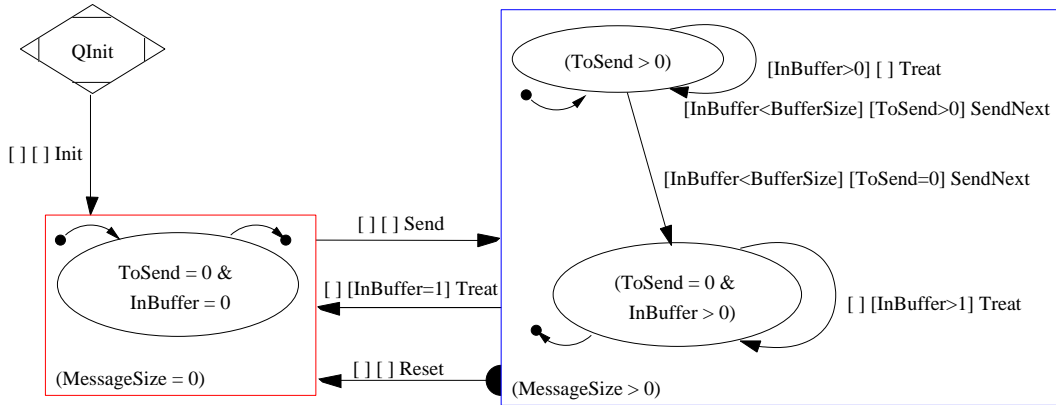 QInit
[ ] [ ] Init
ToSend = 0 &
InBuffer = 0
(MessageSize = 0)
[ ] [ ] Send
[ ] [InBuffer=1] Treat
[ ] [ ] Reset
(ToSend > 0)
[InBuffer>0] [ ] Treat
[InBuffer<BufferSize] [ToSend>0] SendNext
[InBuffer<BufferSize] [ToSend=0] SendNext
(ToSend = 0 &
InBuffer > 0)
[ ] [InBuffer>1] Treat
(MessageSize > 0)